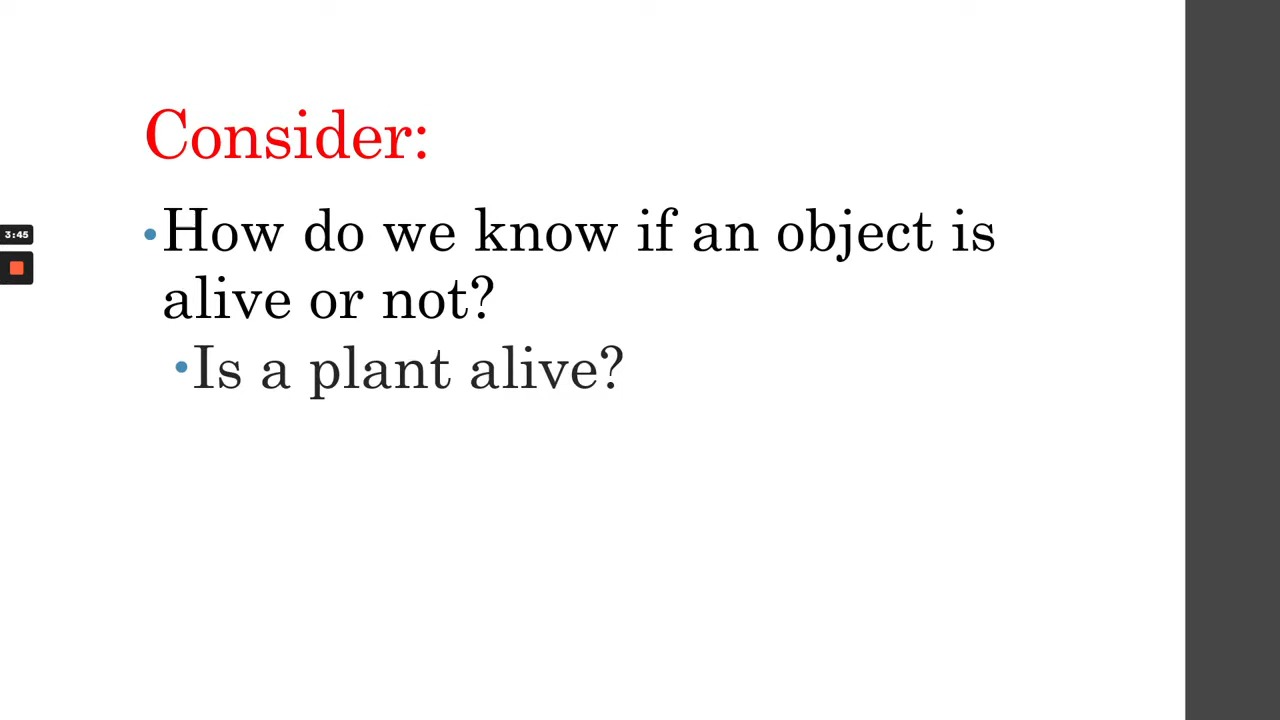 Consider:
3:45
•How do we know if an object is
alive or not?
•Is a plant alive?